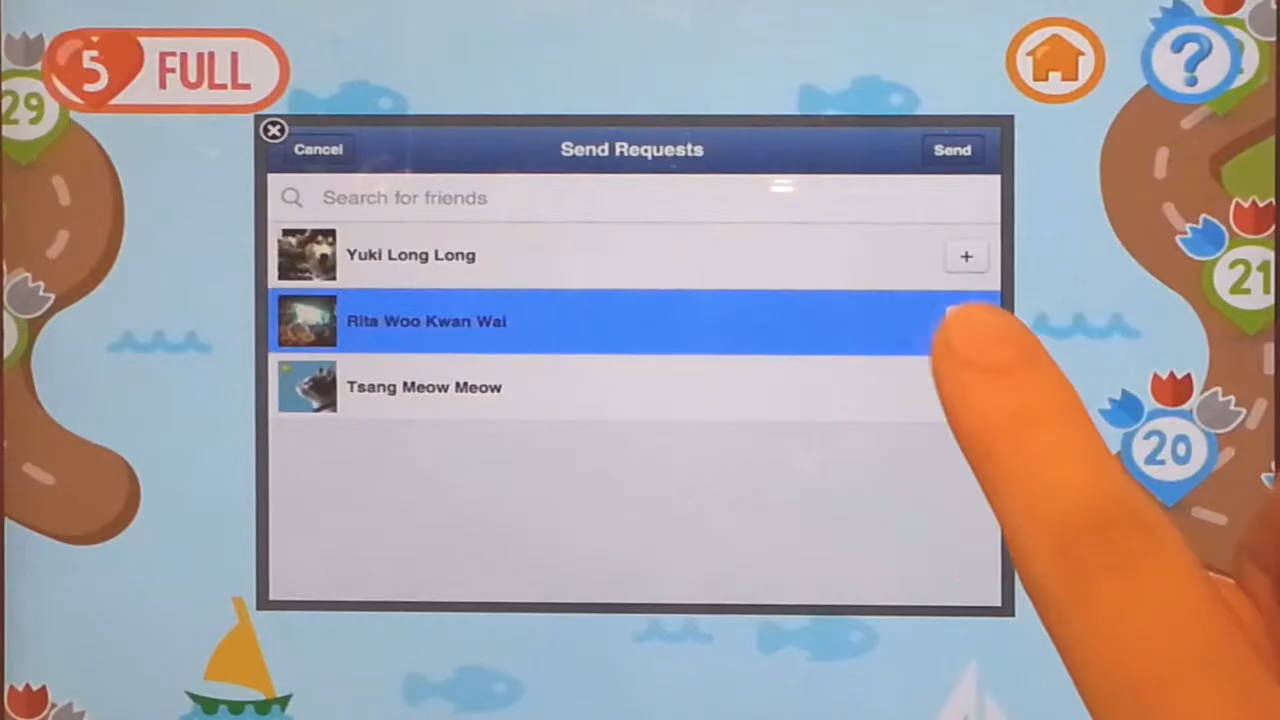 5 FULL
29
Cancel Send Requests Send
Search for friends
Yuki Long Long +
Rita Woo Kwan Wai
Tsang Meow Meow
?
21
20